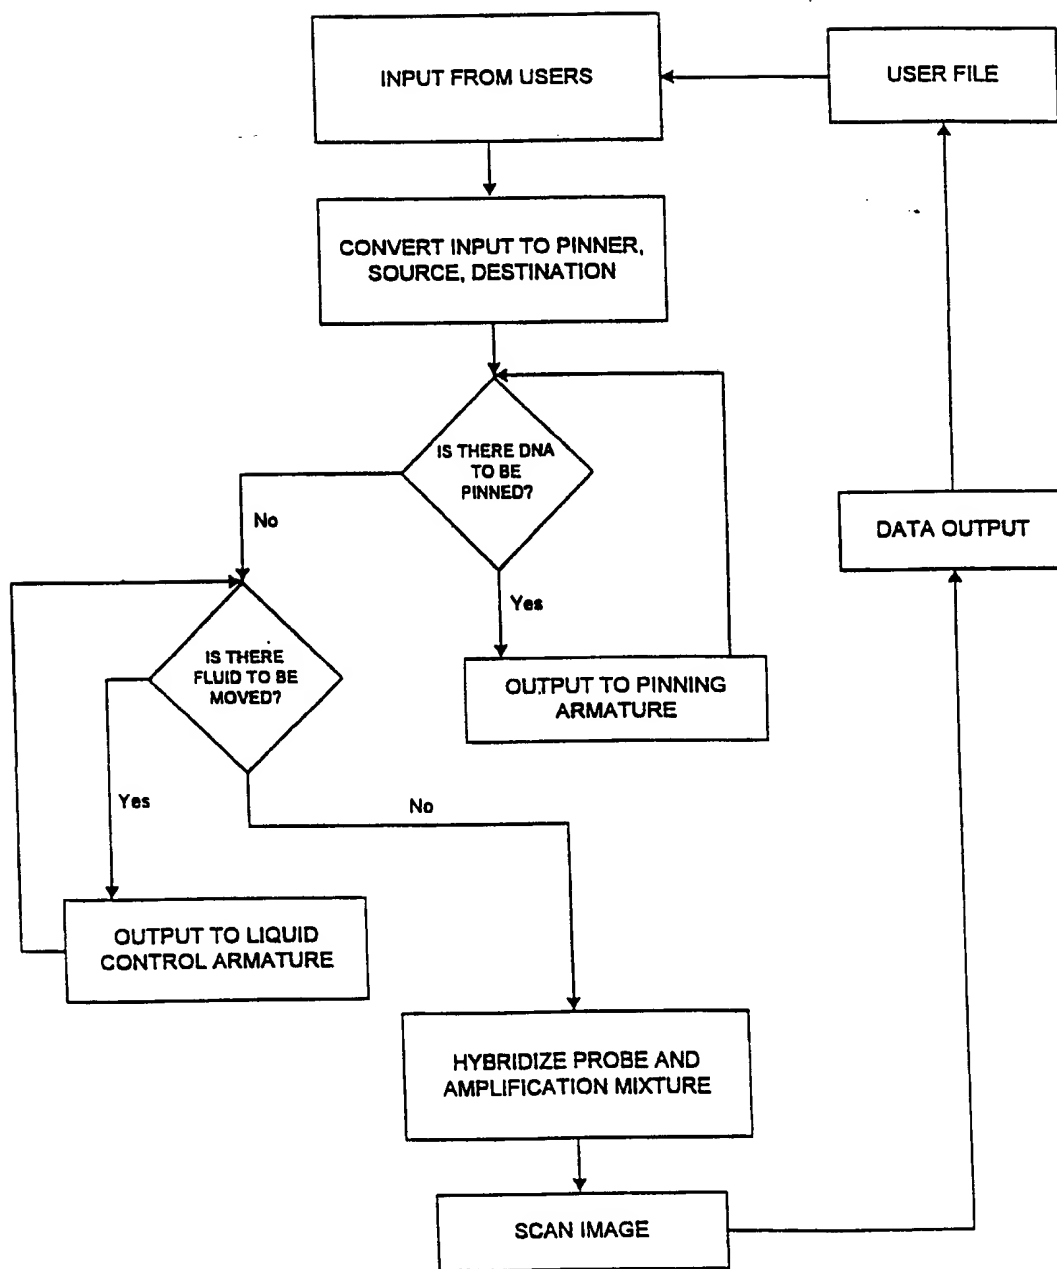 INPUT FROM USERS
USER FILE
CONVERT INPUT TO PINNER,
SOURCE, DESTINATION
IS THERE DNA
TO BE
PINNED?
No
Yes
DATA OUTPUT
IS THERE
FLUID TO BE
MOVED?
OUTPUT TO PINNING
ARMATURE
Yes
No
OUTPUT TO LIQUID
CONTROL ARMATURE
HYBRIDIZE PROBE AND
AMPLIFICATION MIXTURE
SCAN IMAGE